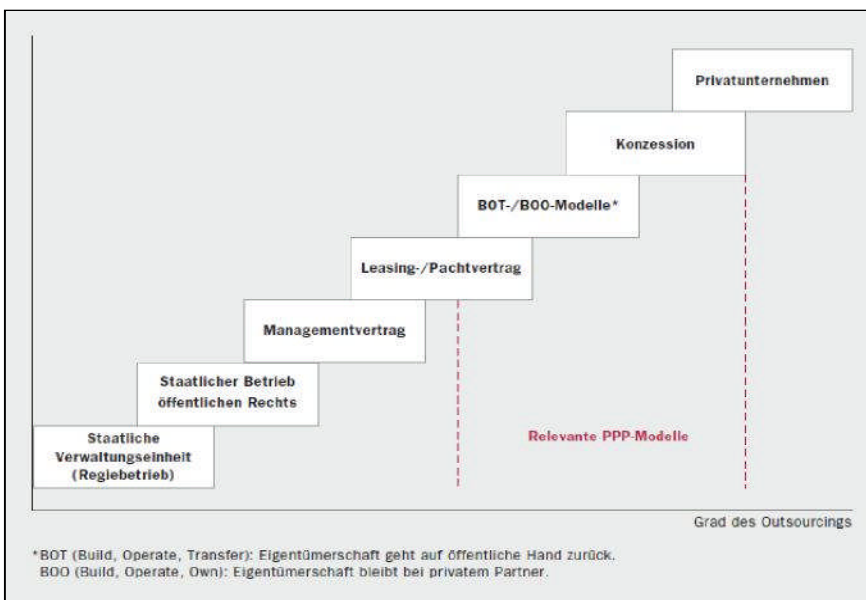 Privatunternehmen
Konzession
BOT-/BOO-Modelle*
Leasing-/Pachtvertrag
Managementvertrag
Staatlicher Betrieb
öffentlichen Rechts
Staatliche
Verwaltungseinheit
(Regiebetrieb)
Relevante PPP-Modelle
Grad des Outsourcings
*BOT (Build, Operate, Transfer): Eigentümerschaft geht auf öffentliche Hand zurück.
BOO (Build, Operate, Own): Eigentümerschaft bleibt bei privatem Partner.